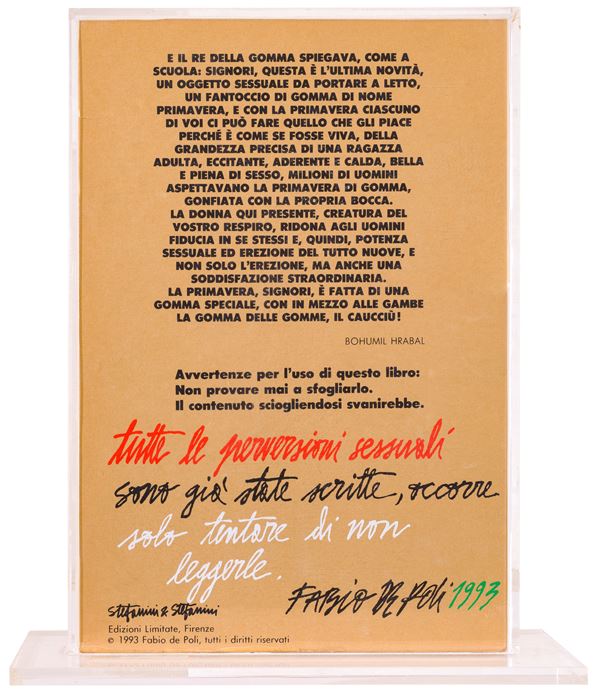 E IL RE DELLA GOMMA SPIEGAVA, COME A
SCUOLA: SIGNORI, QUESTA È L'ULTIMA NOVITÀ,
UN OGGETTO SESSUALE DA PORTARE A LETTO,
UN FANTOCCIO DI GOMMA DI NOME
PRIMAVERA, E CON LA PRIMAVERA CIASCUNO
DI VOI CI PUÒ FARE QUELLO CHE GLI PIACE
PERCHÉ È COME SE FOSSE VIVA, DELLA
GRANDEZZA PRECISA DI UNA RAGAZZA
ADULTA, ECCITANTE, ADERENTE E CALDA, BELLA
E PIENA DI SESSO, MILIONI DI UOMINI
ASPETTAVANO LA PRIMAVERA DI GOMMA,
GONFIATA CON LA PROPRIA BOCCA.
LA DONNA QUI PRESENTE, CREATURA DEL
VOSTRO RESPIRO, RIDONA AGLI UOMINI
FIDUCIA IN SE STESSI E, QUINDI, POTENZA
SESSUALE ED EREZIONE DEL TUTTO NUOVE, E
NON SOLO L'EREZIONE, MA ANCHE UNA
SODDISFAZIONE STRAORDINARIA.
LA PRIMAVERA, SIGNORI, È FATTA DI UNA
GOMMA SPECIALE, CON IN MEZZO ALLE GAMBE
LA GOMMA DELLE GOMME, IL CAUCCIÙ!
BOHUMIL HRABAL
Avvertenze per l'uso di questo libro:
Non provare mai a sfogliarlo.
Il contenuto sciogliendosi svanirebbe.
tutte le perversioni sessuali
sono già state scritte, occorre
solo tentare di non
leggerle.
FABIO DE POLI 1993
Stefanini & Stefanini
Edizioni Limitate, Firenze
© 1993 Fabio de Poli, tutti i diritti riservati